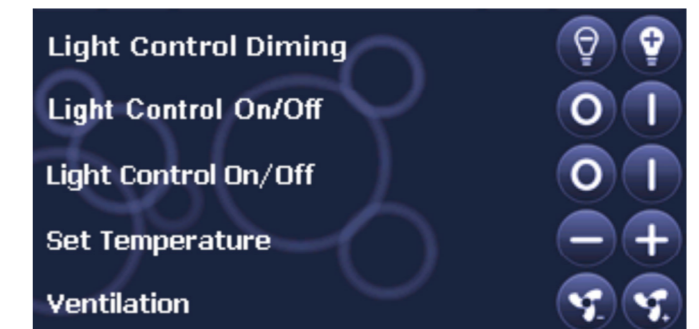 Light Control Diming
Light Control On/Off
Light Control On/Off
Set Temperature
Ventilation